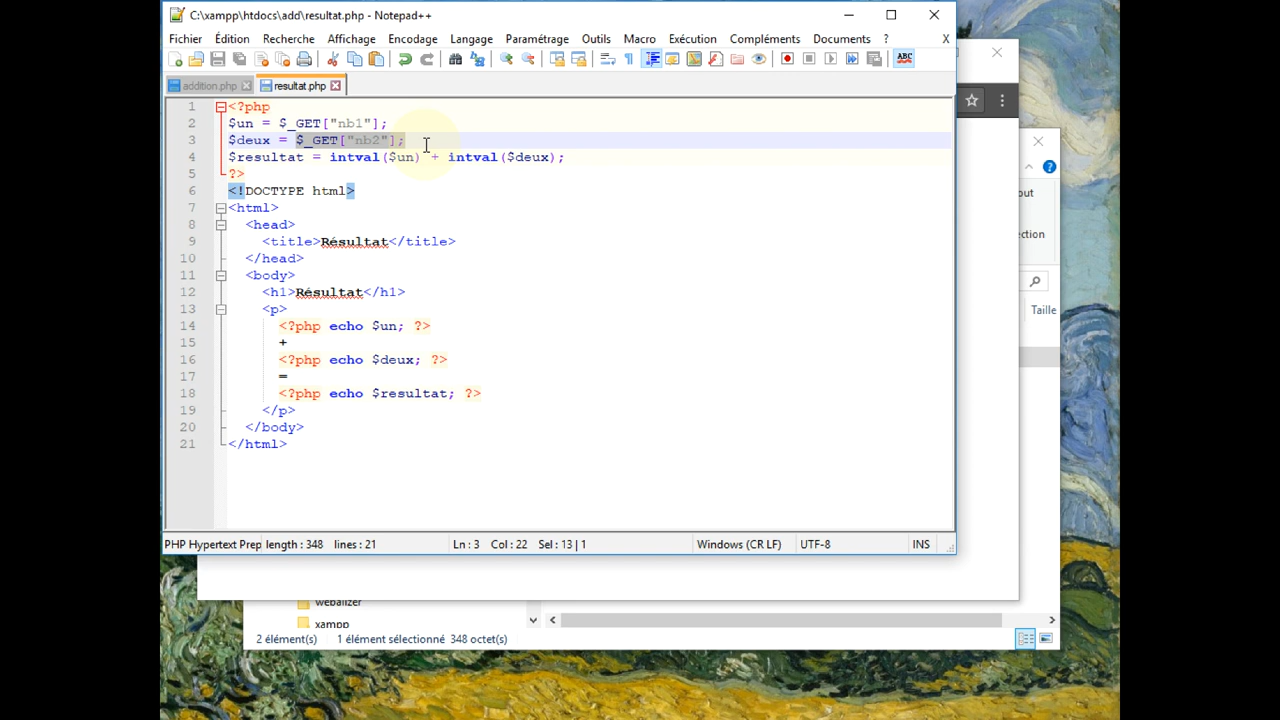 C:\xampp\htdocs\add\resultat.php - Notepad++
Fichier Édition Recherche Affichage Encodage Langage Paramétrage Outils Macro Exécution Compléments Documents ? X
addition.php resultat.php
1 <?php
2 $un = $_GET["nb1"];
3 $deux = $_GET["nb2"];
4 $resultat = intval($un) + intval($deux);
5 ?>
6 <!DOCTYPE html>
7 <html>
8 <head>
9 <title>Résultat</title>
10 </head>
11 <body>
12 <h1>Résultat</h1>
13 <p>
14 <?php echo $un; ?>
15 +
16 <?php echo $deux; ?>
17 =
18 <?php echo $resultat; ?>
19 </p>
20 </body>
21 </html>
PHP Hypertext Prep length : 348 lines : 21 Ln : 3 Col : 22 Sel : 13 | 1 Windows (CR LF) UTF-8 INS
out
ection
Taille
webalizer
xampp
2 élément(s) 1 élément sélectionné 348 octet(s)